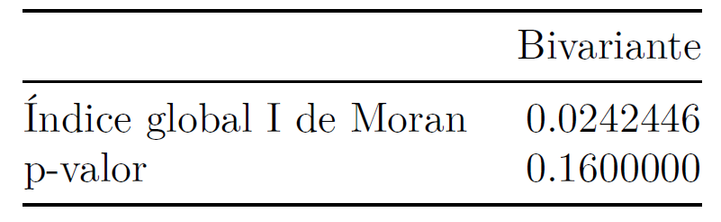 Bivariante
Índice global I de Moran 0.0242446
p-valor 0.1600000